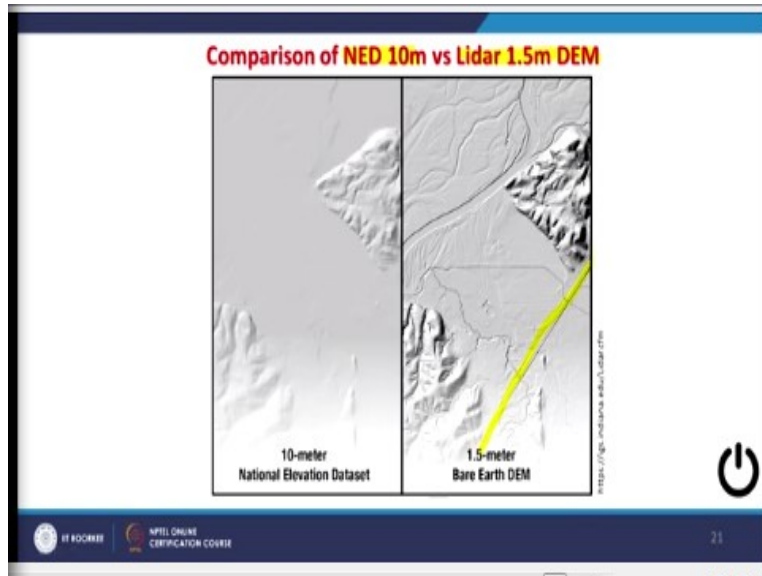 Comparison of NED 10m vs Lidar 1.5m DEM
10-meter
National Elevation Dataset
1.5-meter
Bare Earth DEM
https://igs.indiana.edu/Lidar.cfm
IIT ROORKEE
NPTEL ONLINE
CERTIFICATION COURSE
21